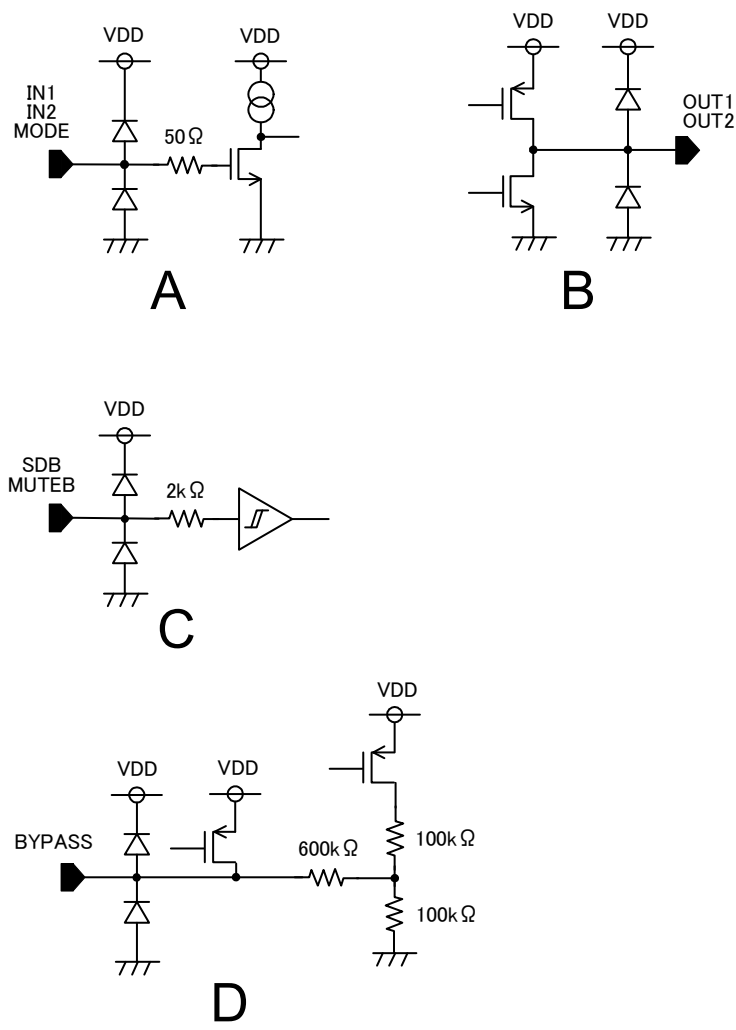 VDD
VDD
IN1
IN2
MODE
50Ω
A
VDD
VDD
OUT1
OUT2
B
VDD
SDB
MUTEB
2kΩ
C
VDD
VDD
VDD
BYPASS
600kΩ
100kΩ
100kΩ
D